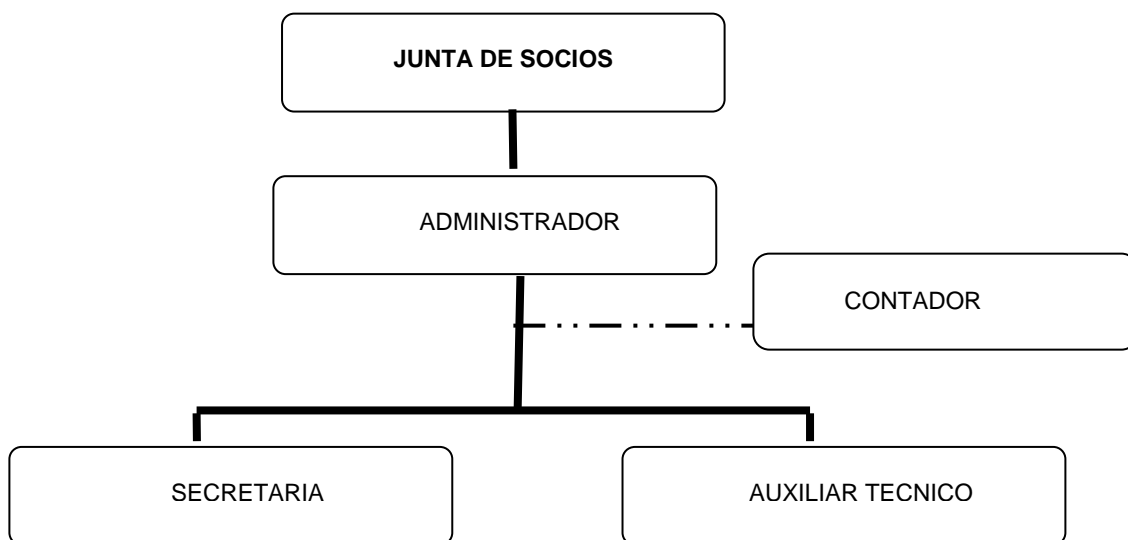 JUNTA DE SOCIOS
ADMINISTRADOR
CONTADOR
SECRETARIA
AUXILIAR TECNICO